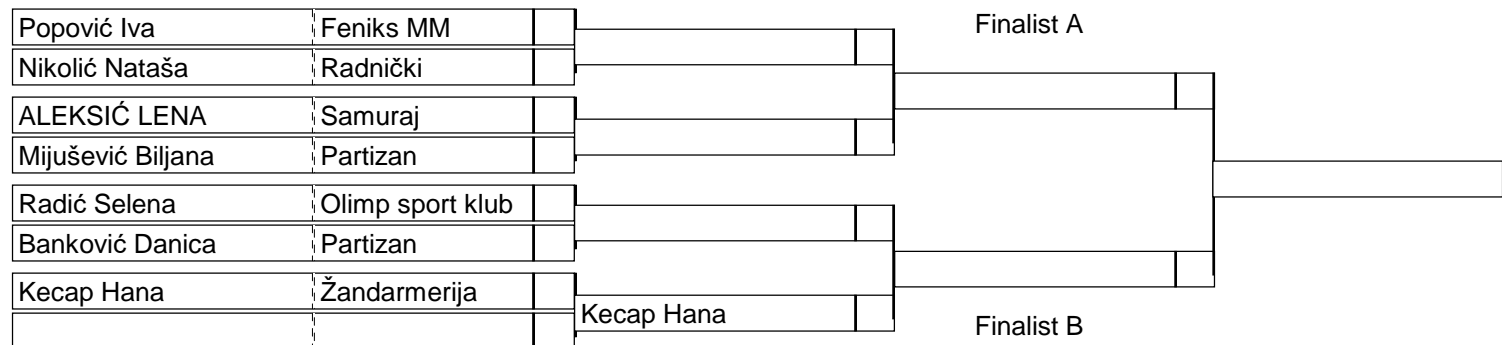 Popović Iva Feniks MM
Finalist A
Nikolić Nataša Radnički
ALEKSIĆ LENA Samuraj
Mijušević Biljana Partizan
Radić Selena Olimp sport klub
Banković Danica Partizan
Kecap Hana Žandarmerija
Kecap Hana
Finalist B